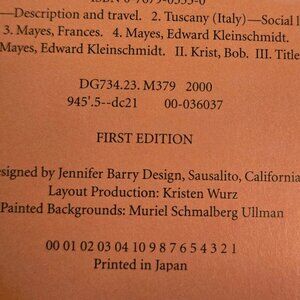 —Description and travel. 2. Tuscany (Italy)—Social l
3. Mayes, Frances. 4. Mayes, Edward Kleinschmidt.
Mayes, Edward Kleinschmidt. II. Krist, Bob. III. Title
DG734.23. M379 2000
945'.5--dc21 00-036037
FIRST EDITION
esigned by Jennifer Barry Design, Sausalito, California
Layout Production: Kristen Wurz
Painted Backgrounds: Muriel Schmalberg Ullman
00 01 02 03 04 10 9 8 7 6 5 4 3 2 1
Printed in Japan